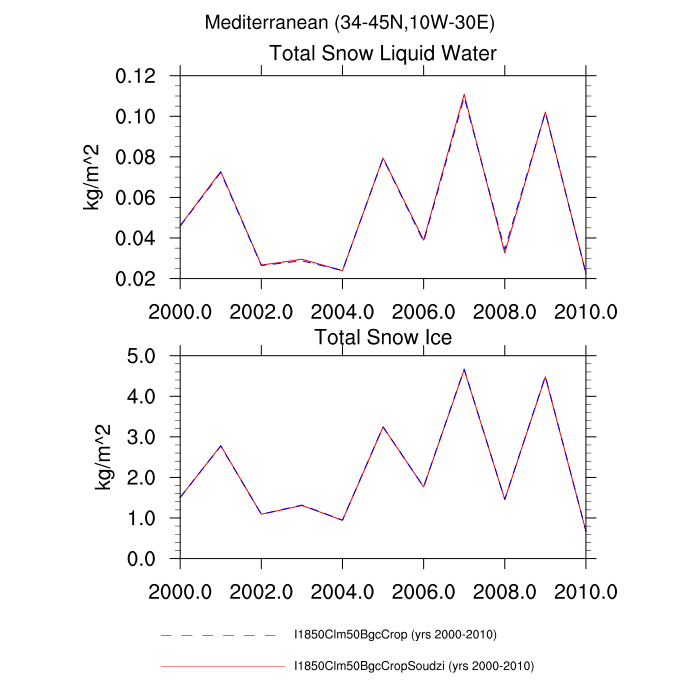 Mediterranean (34-45N,10W-30E)
Total Snow Liquid Water
0.12
0.10
0.08
0.06
0.04
0.02
kg/m^2
2000.0 2002.0 2004.0 2006.0 2008.0 2010.0
Total Snow Ice
5.0
4.0
3.0
2.0
1.0
0.0
kg/m^2
2000.0 2002.0 2004.0 2006.0 2008.0 2010.0
I1850Clm50BgcCrop (yrs 2000-2010)
I1850Clm50BgcCropSoudzi (yrs 2000-2010)